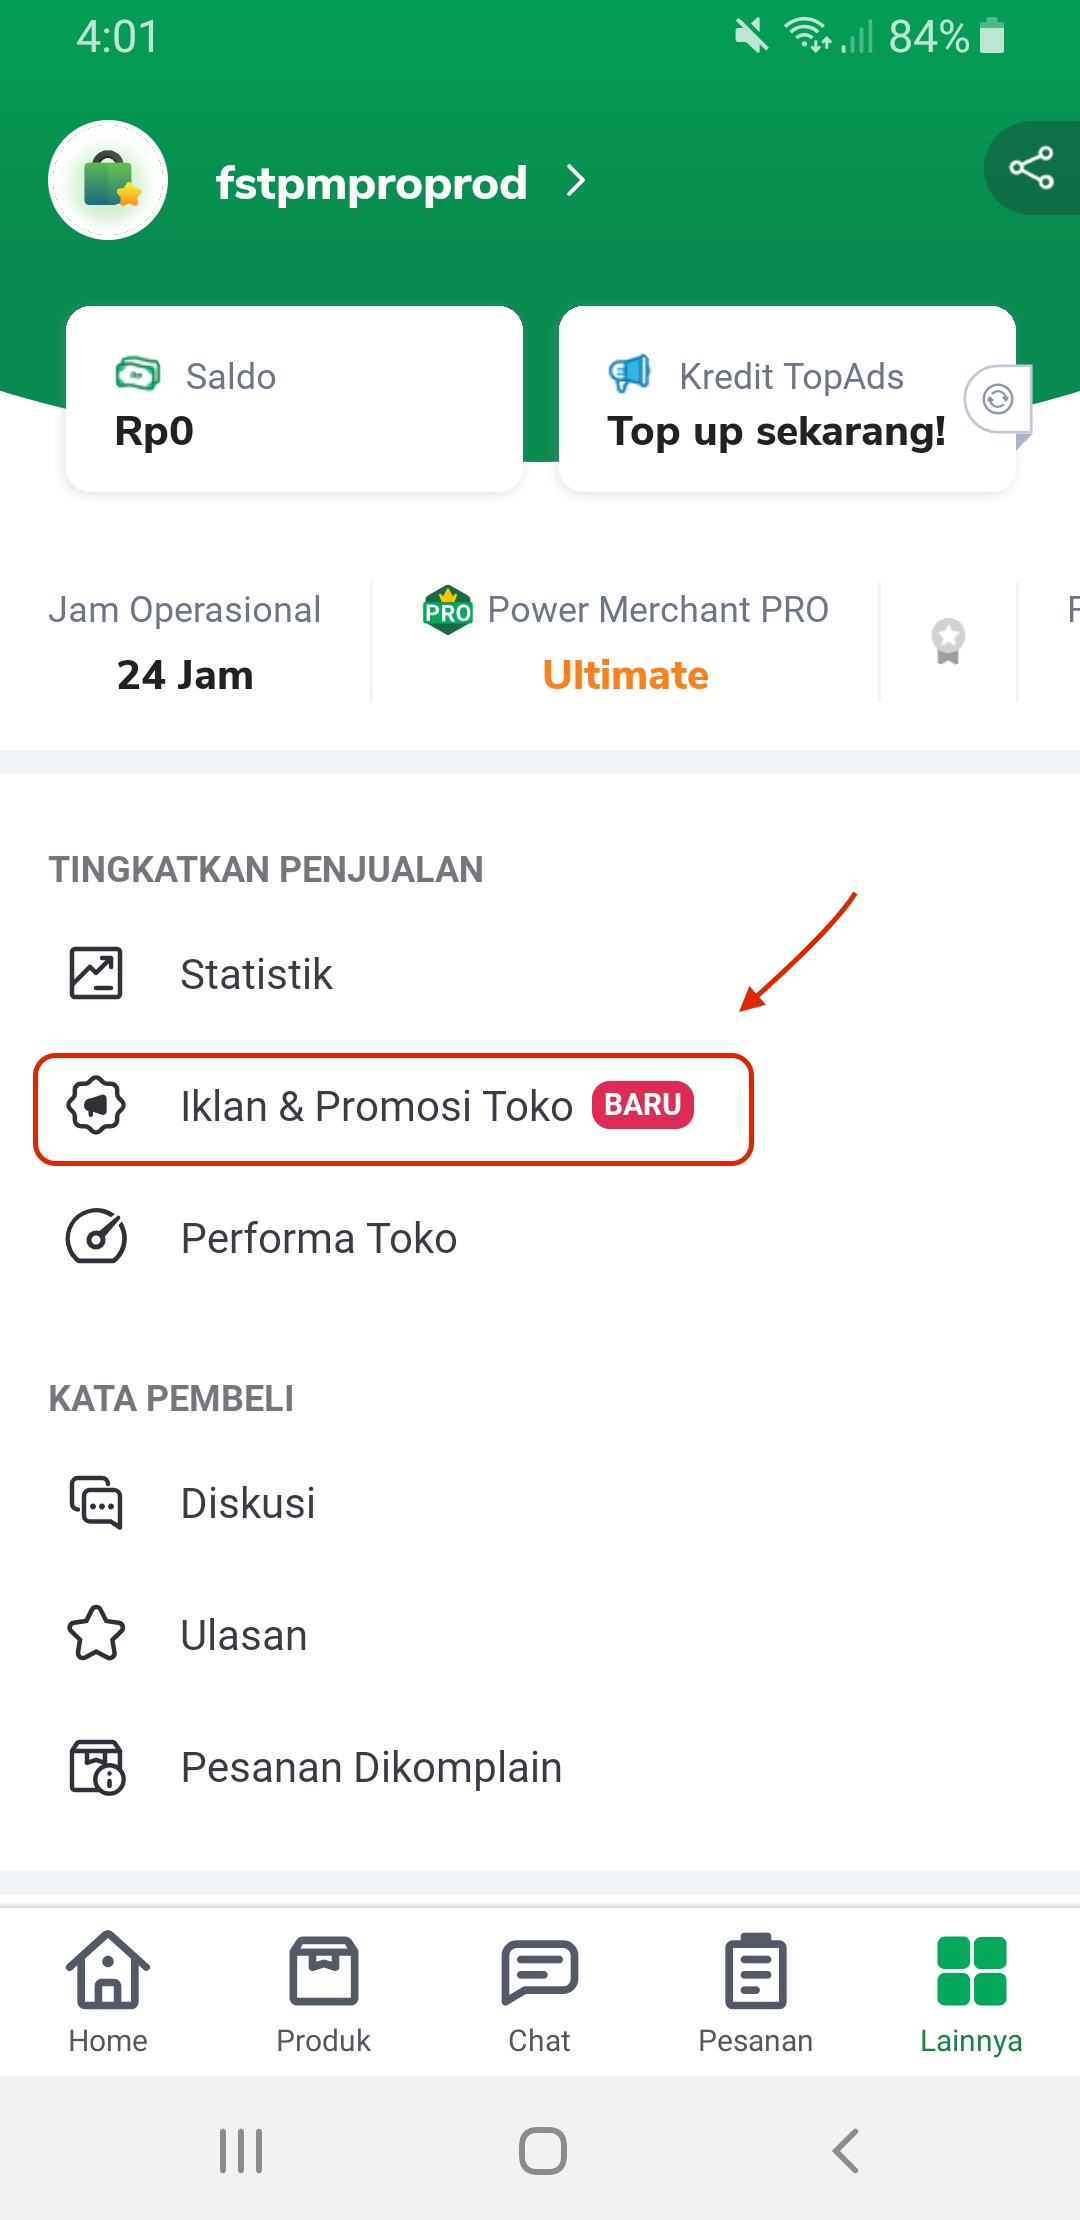 4:01
84%
fstpmproprod
Saldo
Rp0
Kredit TopAds
Top up sekarang!
Jam Operasional
24 Jam
PRO Power Merchant PRO
Ultimate
TINGKATKAN PENJUALAN
Statistik
Iklan & Promosi Toko BARU
Performa Toko
KATA PEMBELI
Diskusi
Ulasan
Pesanan Dikomplain
Home
Produk
Chat
Pesanan
Lainnya